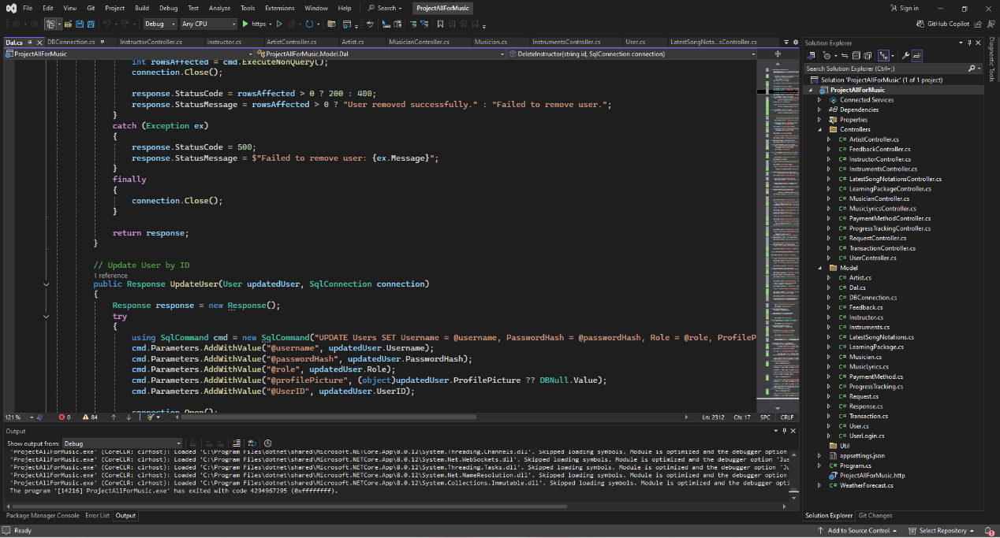 File Edit View Git Project Build Debug Test Analyze Tools Extensions Window Help Search ProjectAllForMusic Sign in
Debug Any CPU https GitHub Copilot
Dal.cs DBConnection.cs InstructorController.cs Instructor.cs ArtistController.cs Artist.cs MusicianController.cs Musician.cs InstrumentsController.cs User.cs LatestSongNota...sController.cs
ProjectAllForMusic ProjectAllForMusic.Model.Dal DeleteInstructor(string id, SqlConnection connection)
int rowsAffected = cmd.ExecuteNonQuery();
connection.Close();
response.StatusCode = rowsAffected > 0 ? 200 : 400;
response.StatusMessage = rowsAffected > 0 ? "User removed successfully." : "Failed to remove user.";
}
catch (Exception ex)
{
response.StatusCode = 500;
response.StatusMessage = $"Failed to remove user: {ex.Message}";
}
finally
{
connection.Close();
}
return response;
}
// Update User by ID
1 reference
public Response UpdateUser(User updatedUser, SqlConnection connection)
{
Response response = new Response();
try
{
using SqlCommand cmd = new SqlCommand("UPDATE Users SET Username = @username, PasswordHash = @passwordHash, Role = @role, ProfileP
cmd.Parameters.AddWithValue("@username", updatedUser.Username);
cmd.Parameters.AddWithValue("@passwordHash", updatedUser.PasswordHash);
cmd.Parameters.AddWithValue("@role", updatedUser.Role);
cmd.Parameters.AddWithValue("@profilePicture", (object)updatedUser.ProfilePicture ?? DBNull.Value);
cmd.Parameters.AddWithValue("@UserID", updatedUser.UserID);
connection.Open();
121 % 0 84 Ln: 2312 Ch: 17 SPC CRLF
Output
Show output from: Debug
'ProjectAllForMusic.exe' (CoreCLR: clrhost): Loaded 'C:\Program Files\dotnet\shared\Microsoft.NETCore.App\8.0.12\System.Threading.Channels.dll'. Skipped loading symbols. Module is optimized and the debugger option 'Jus
'ProjectAllForMusic.exe' (CoreCLR: clrhost): Loaded 'C:\Program Files\dotnet\shared\Microsoft.NETCore.App\8.0.12\System.Net.WebSockets.dll'. Skipped loading symbols. Module is optimized and the debugger option 'Just M
'ProjectAllForMusic.exe' (CoreCLR: clrhost): Loaded 'C:\Program Files\dotnet\shared\Microsoft.NETCore.App\8.0.12\System.Threading.Tasks.dll'. Skipped loading symbols. Module is optimized and the debugger option 'Ju
'ProjectAllForMusic.exe' (CoreCLR: clrhost): Loaded 'C:\Program Files\dotnet\shared\Microsoft.NETCore.App\8.0.12\System.Net.NameResolution.dll'. Skipped loading symbols. Module is optimized and the debugger option
'ProjectAllForMusic.exe' (CoreCLR: clrhost): Loaded 'C:\Program Files\dotnet\shared\Microsoft.NETCore.App\8.0.12\System.Collections.Immutable.dll'. Skipped loading symbols. Module is optimized and the debugger opti
The program '[14216] ProjectAllForMusic.exe' has exited with code 4294967295 (0xffffffff).
Package Manager Console Error List Output
Ready
Solution Explorer
Search Solution Explorer (Ctrl+;)
Solution 'ProjectAllForMusic' (1 of 1 project)
ProjectAllForMusic
Connected Services
Dependencies
Properties
Controllers
C# ArtistController.cs
C# FeedbackController.cs
C# InstructorController.cs
C# InstrumentsController.cs
C# LatestSongNotationsController.cs
C# LearningPackageController.cs
C# MusicianController.cs
C# MusicLyricsController.cs
C# PaymentMethodController.cs
C# ProgressTrackingController.cs
C# RequestController.cs
C# TransactionController.cs
C# UserController.cs
Model
C# Artist.cs
C# Dal.cs
C# DBConnection.cs
C# Feedback.cs
C# Instructor.cs
C# Instruments.cs
C# LatestSongNotations.cs
C# LearningPackage.cs
C# Musician.cs
C# MusicLyrics.cs
C# PaymentMethod.cs
C# ProgressTracking.cs
C# Request.cs
C# Response.cs
C# Transaction.cs
C# User.cs
C# UserLogin.cs
Util
appsettings.json
C# Program.cs
ProjectAllForMusic.http
C# WeatherForecast.cs
Solution Explorer Git Changes
Add to Source Control Select Repository 1
Diagnostic Tools